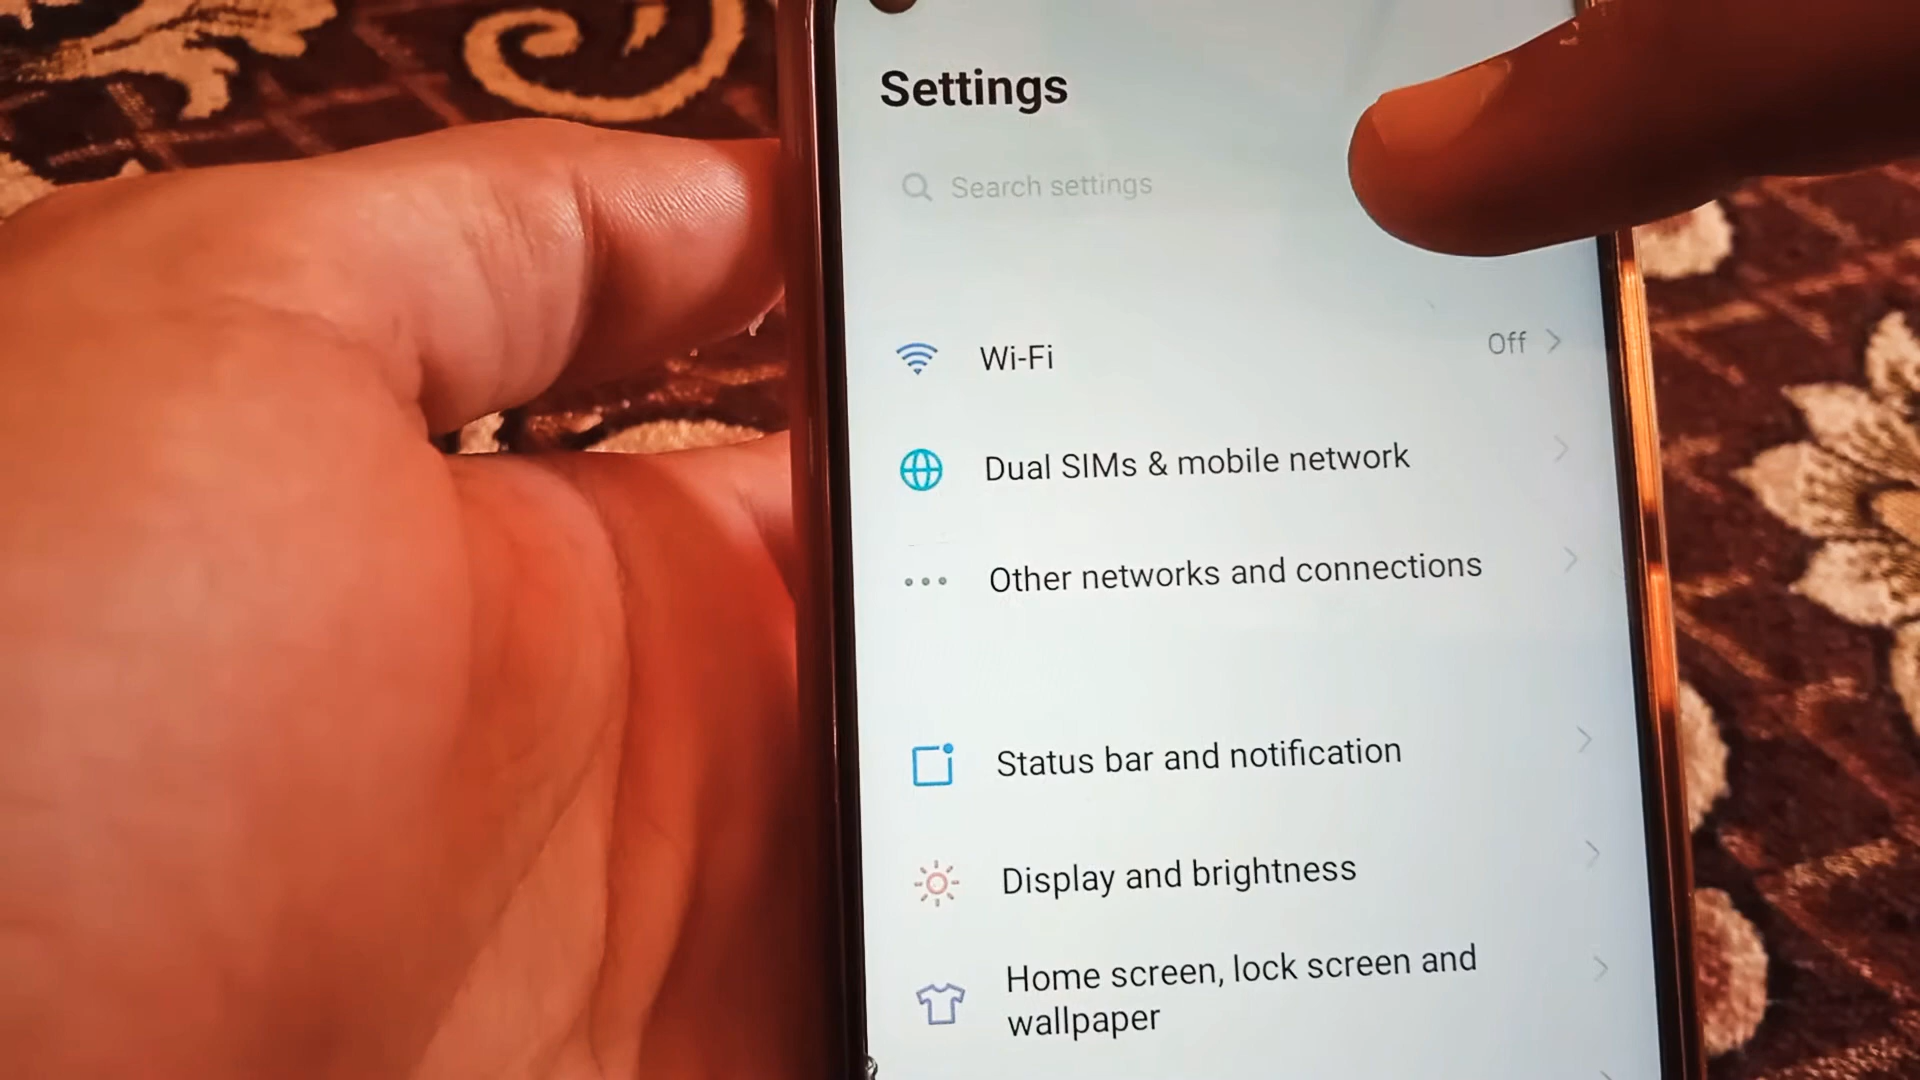 Settings
Search settings
Wi-Fi
Off
Dual SIMs & mobile network
Other networks and connections
Status bar and notification
Display and brightness
Home screen, lock screen and
wallpaper